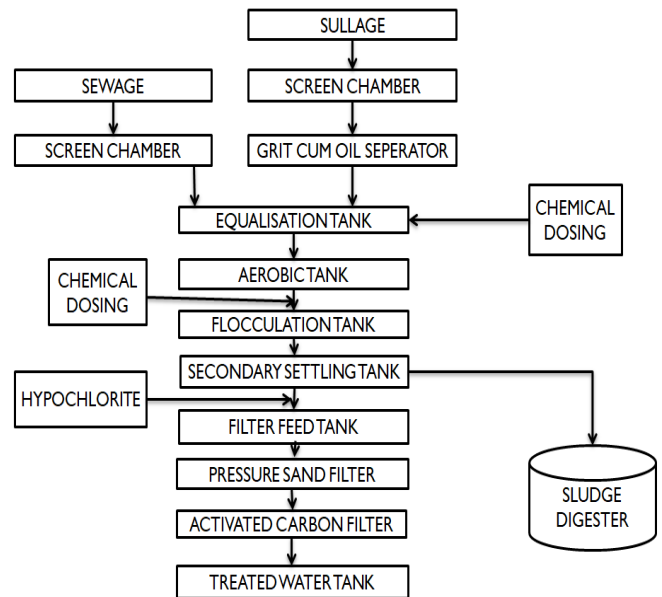 SULLAGE
SEWAGE
SCREEN CHAMBER
SCREEN CHAMBER
GRIT CUM OIL SEPERATOR
EQUALISATION TANK
CHEMICAL
DOSING
AEROBIC TANK
CHEMICAL
DOSING
FLOCCULATION TANK
SECONDARY SETTLING TANK
HYPOCHLORITE
FILTER FEED TANK
PRESSURE SAND FILTER
SLUDGE
DIGESTER
ACTIVATED CARBON FILTER
TREATED WATER TANK